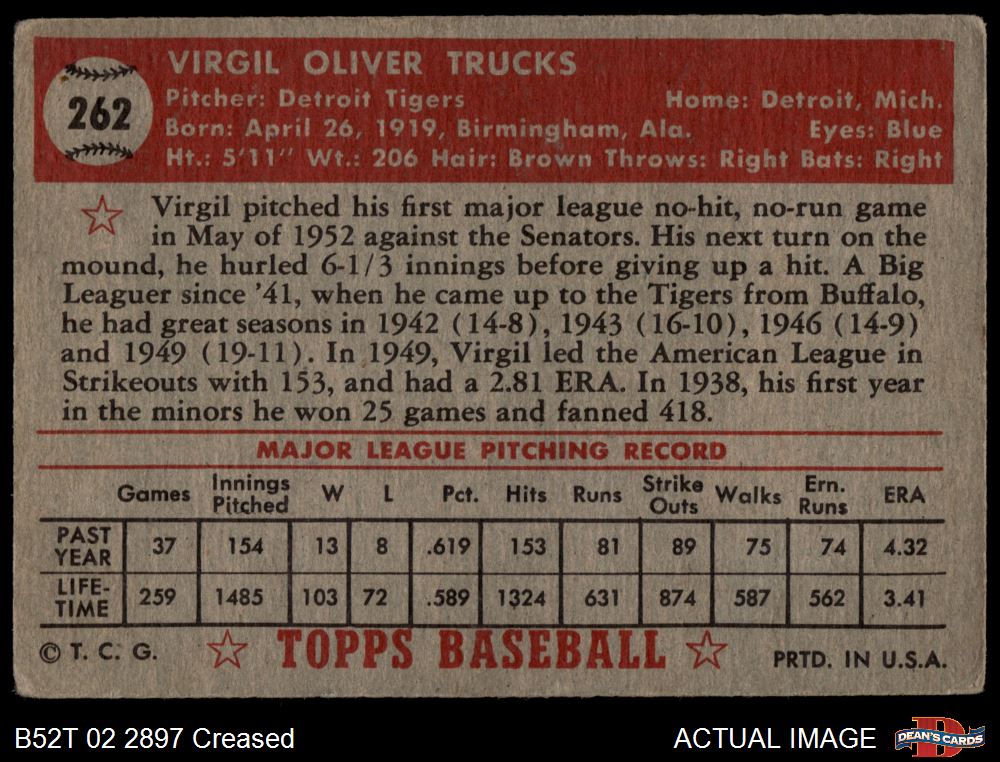 262
VIRGIL OLIVER TRUCKS
Pitcher: Detroit Tigers Home: Detroit, Mich.
Born: April 26, 1919, Birmingham, Ala. Eyes: Blue
Ht.: 5'11" Wt.: 206 Hair: Brown Throws: Right Bats: Right
Virgil pitched his first major league no-hit, no-run game
in May of 1952 against the Senators. His next turn on the
mound, he hurled 6-1/3 innings before giving up a hit. A Big
Leaguer since '41, when he came up to the Tigers from Buffalo,
he had great seasons in 1942 (14-8), 1943 (16-10), 1946 (14-9)
and 1949 (19-11). In 1949, Virgil led the American League in
Strikeouts with 153, and had a 2.81 ERA. In 1938, his first year
in the minors he won 25 games and fanned 418.
MAJOR LEAGUE PITCHING RECORD
Games Innings Pitched W L Pct. Hits Runs Strike Outs Walks Ern. Runs ERA
PAST YEAR 37 154 13 8 .619 153 81 89 75 74 4.32
LIFE-TIME 259 1485 103 72 .589 1324 631 874 587 562 3.41
© T. C. G. TOPPS BASEBALL PRTD. IN U.S.A.
B52T 02 2897 Creased ACTUAL IMAGE DEAN'S CARDS